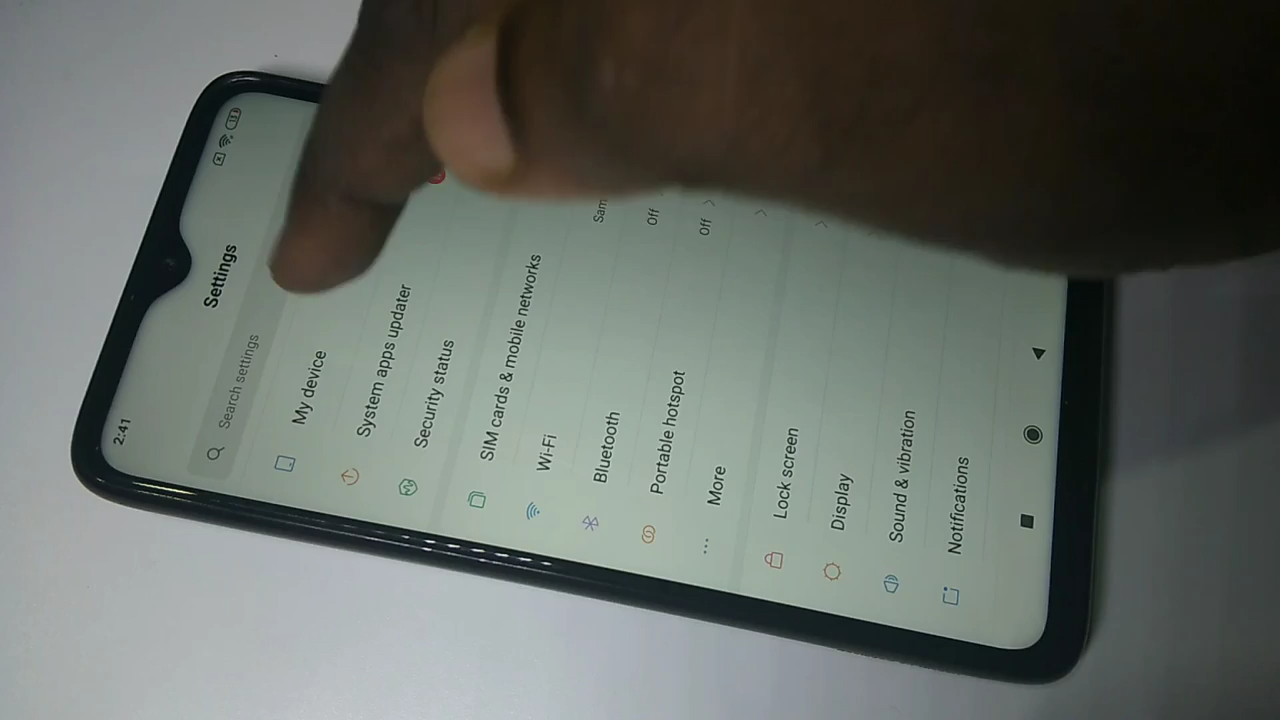 2:41
Settings
Search settings
My device
System apps updater
Security status
SIM cards & mobile networks
Wi-Fi
Sam
Bluetooth
Off
Portable hotspot
Off
More
Lock screen
Display
Sound & vibration
Notifications